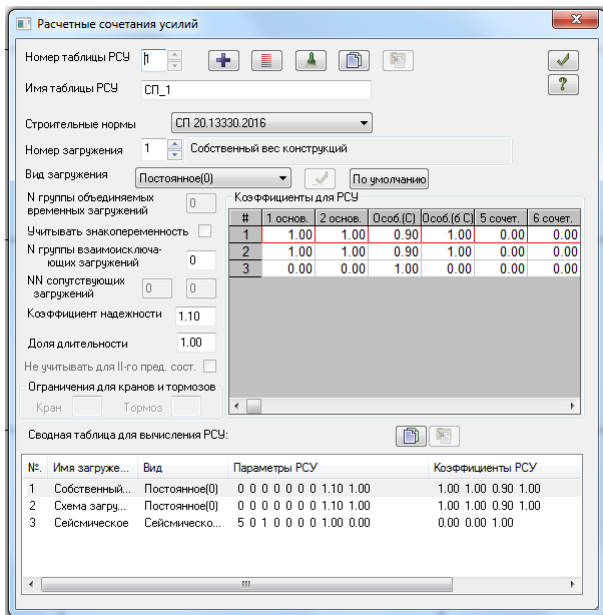 Расчетные сочетания усилий
Номер таблицы РСУ 1
Имя таблицы РСУ СП_1
Строительные нормы СП 20.13330.2016
Номер загружения 1 Собственный вес конструкций
Вид загружения Постоянное(0) По умолчанию
N группы объединяемых временных загружений 0
Учитывать знакопеременность
N группы взаимоисключа-
ющих загружений 0
NN сопутствующих
загружений 0 0
Коэффициент надежности 1.10
Доля длительности 1.00
Не учитывать для II-го пред. сост.
Ограничения для кранов и тормозов
Кран Тормоз
Коэффициенты для РСУ
# 1 основ. 2 основ. Особ.(С) Особ.(б С) 5 сочет. 6 сочет.
1 1.00 1.00 0.90 1.00 0.00 0.00
2 1.00 1.00 0.90 1.00 0.00 0.00
3 0.00 0.00 1.00 0.00 0.00 0.00
Сводная таблица для вычисления РСУ:
№. Имя загруже... Вид Параметры РСУ Коэффициенты РСУ
1 Собственный... Постоянное(0) 0 0 0 0 0 0 0 1.10 1.00 1.00 1.00 0.90 1.00
2 Схема загру... Постоянное(0) 0 0 0 0 0 0 0 1.10 1.00 1.00 1.00 0.90 1.00
3 Сейсмическое Сейсмическо... 5 0 1 0 0 0 0 1.00 0.00 0.00 0.00 1.00